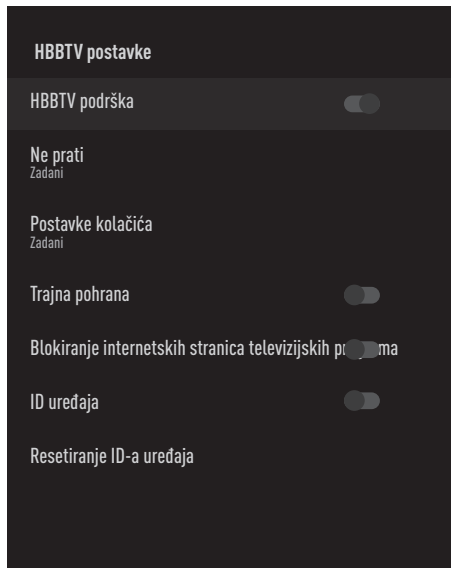 HBBTV postavke
HBBTV podrška
Ne prati
Zadani
Postavke kolačića
Zadani
Trajna pohrana
Blokiranje internetskih stranica televizijskih
ID uređaja
Resetiranje ID-a uređaja